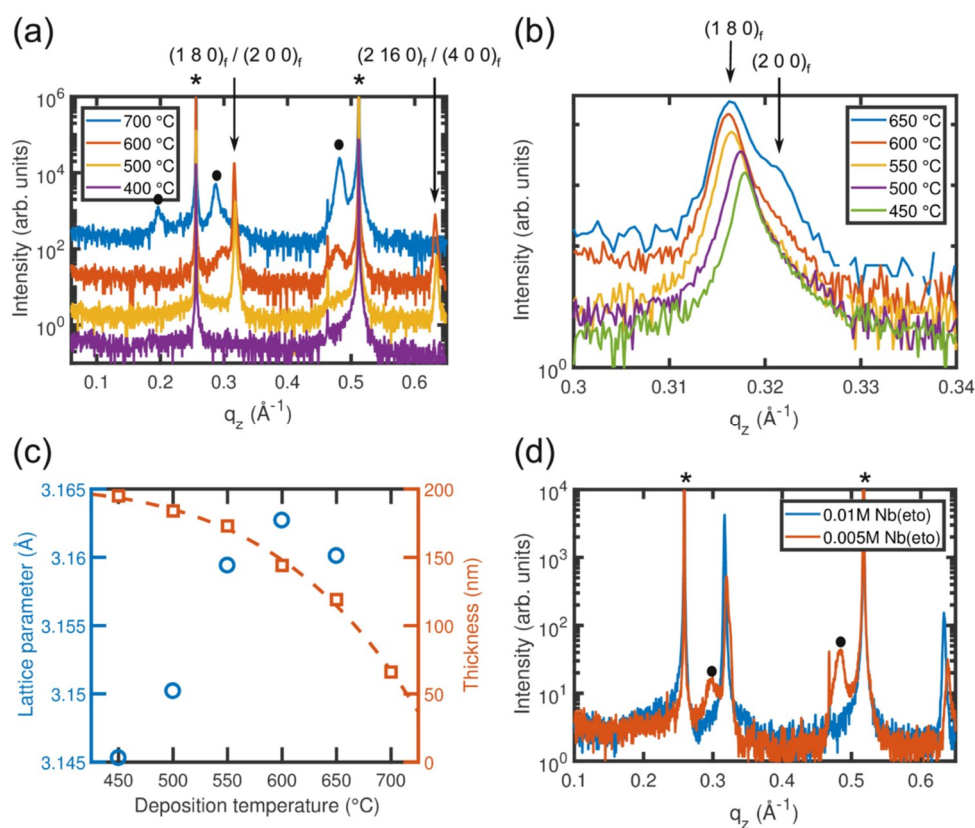 (a)
(1 8 0)f / (2 0 0)f
(2 16 0)f / (4 0 0)f
*
*
10^6
10^4
10^2
10^0
Intensity (arb. units)
700 °C
600 °C
500 °C
400 °C
0.1
0.2
0.3
0.4
0.5
0.6
q_z (Å^-1)
(b)
(1 8 0)f
(2 0 0)f
Intensity (arb. units)
10^0
650 °C
600 °C
550 °C
500 °C
450 °C
0.3
0.31
0.32
0.33
0.34
q_z (Å^-1)
(c)
3.165
3.16
3.155
3.15
3.145
Lattice parameter (Å)
200
150
100
50
0
Thickness (nm)
450
500
550
600
650
700
Deposition temperature (°C)
(d)
*
*
10^4
10^3
10^2
10^1
10^0
Intensity (arb. units)
0.01M Nb(eto)
0.005M Nb(eto)
0.1
0.2
0.3
0.4
0.5
0.6
q_z (Å^-1)